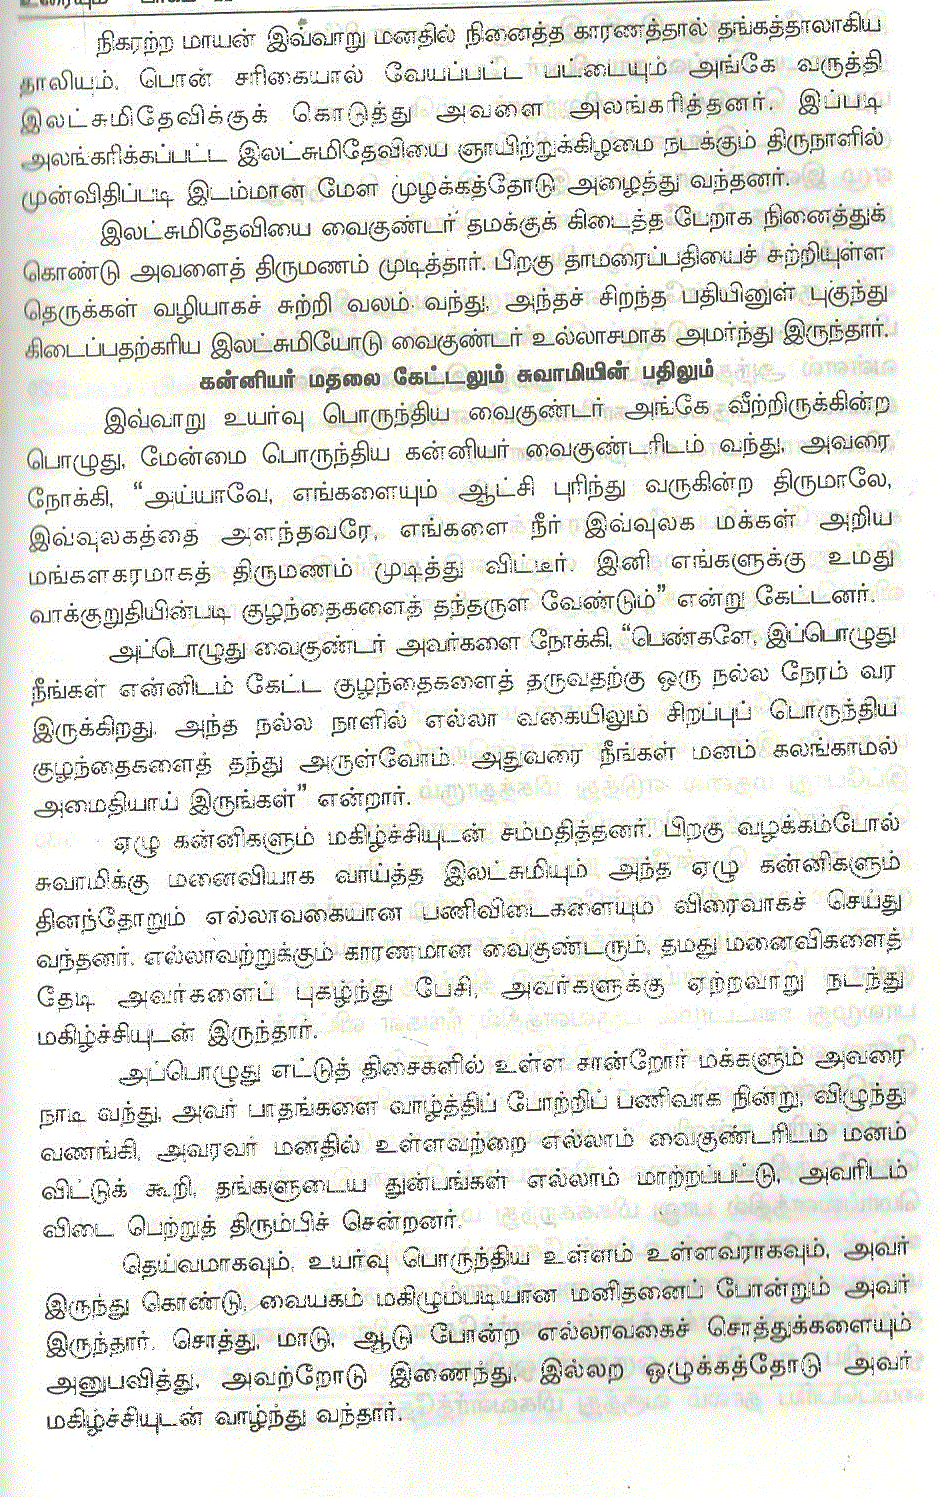 நிகரற்ற மாயன் இவ்வாறு மனதில் நினைத்த காரணத்தால் தங்கத்தாலாகிய
தாலியும், பொன் சரிகையால் வேயப்பட்ட பட்டையும் அங்கே வருத்தி
இலட்சுமிதேவிக்குக் கொடுத்து அவளை அலங்கரித்தனர். இப்படி
அலங்கரிக்கப்பட்ட இலட்சுமிதேவியை ஞாயிற்றுக்கிழமை நடக்கும் திருநாளில்
முன்விதிப்படி இடம்மான மேள முழக்கத்தோடு அழைத்து வந்தனர்.
இலட்சுமிதேவியை வைகுண்டர் தமக்குக் கிடைத்த பேறாக நினைத்துக்
கொண்டு அவளைத் திருமணம் முடித்தார். பிறகு தாமரைப்பதியைச் சுற்றியுள்ள
தெருக்கள் வழியாகச் சுற்றி வலம் வந்து, அந்தச் சிறந்த பதியினுள் புகுந்து
கிடைப்பதற்கரிய இலட்சுமியோடு வைகுண்டர் உல்லாசமாக அமர்ந்து இருந்தார்.
கன்னியர் மதலை கேட்டலும் சுவாமியின் பதிலும்
இவ்வாறு உயர்வு பொருந்திய வைகுண்டர் அங்கே வீற்றிருக்கின்ற
பொழுது, மேன்மை பொருந்திய கன்னியர் வைகுண்டரிடம் வந்து, அவரை
நோக்கி, “அய்யாவே, எங்களையும் ஆட்சி புரிந்து வருகின்ற திருமாலே,
இவ்வுலகத்தை அளந்தவரே, எங்களை நீர் இவ்வுலக மக்கள் அறிய
மங்களகரமாகத் திருமணம் முடித்து விட்டீர். இனி எங்களுக்கு உமது
வாக்குறுதியின்படி குழந்தைகளைத் தந்தருள வேண்டும்” என்று கேட்டனர்.
அப்பொழுது வைகுண்டர் அவர்களை நோக்கி, “பெண்களே, இப்பொழுது
நீங்கள் என்னிடம் கேட்ட குழந்தைகளைத் தருவதற்கு ஒரு நல்ல நேரம் வர
இருக்கிறது. அந்த நல்ல நாளில் எல்லா வகையிலும் சிறப்புப் பொருந்திய
குழந்தைகளைத் தந்து அருள்வோம். அதுவரை நீங்கள் மனம் கலங்காமல்
அமைதியாய் இருங்கள்” என்றார்.
ஏழு கன்னிகளும் மகிழ்ச்சியுடன் சம்மதித்தனர். பிறகு வழக்கம்போல்
சுவாமிக்கு மனைவியாக வாய்த்த இலட்சுமியும் அந்த ஏழு கன்னிகளும்
தினந்தோறும் எல்லாவகையான பணிவிடைகளையும் விரைவாகச் செய்து
வந்தனர். எல்லாவற்றுக்கும் காரணமான வைகுண்டரும், தமது மனைவிகளைத்
தேடி அவர்களைப் புகழ்ந்து பேசி, அவர்களுக்கு ஏற்றவாறு நடந்து
மகிழ்ச்சியுடன் இருந்தார்.
அப்பொழுது எட்டுத் திசைகளில் உள்ள சான்றோர் மக்களும் அவரை
நாடி வந்து, அவர் பாதங்களை வாழ்த்திப் போற்றிப் பணிவாக நின்று, விழுந்து
வணங்கி, அவரவர் மனதில் உள்ளவற்றை எல்லாம் வைகுண்டரிடம் மனம்
விட்டுக் கூறி, தங்களுடைய துன்பங்கள் எல்லாம் மாற்றப்பட்டு, அவரிடம்
விடை பெற்றுத் திரும்பிச் சென்றனர்.
தெய்வமாகவும், உயர்வு பொருந்திய உள்ளம் உள்ளவராகவும், அவர்
இருந்து கொண்டு, வையகம் மகிழும்படியான மனிதனைப் போன்றும் அவர்
இருந்தார். சொத்து, மாடு, ஆடு போன்ற எல்லாவகைச் சொத்துக்களையும்
அனுபவித்து, அவற்றோடு இணைந்து, இல்லற ஒழுக்கத்தோடு அவர்
மகிழ்ச்சியுடன் வாழ்ந்து வந்தார்.